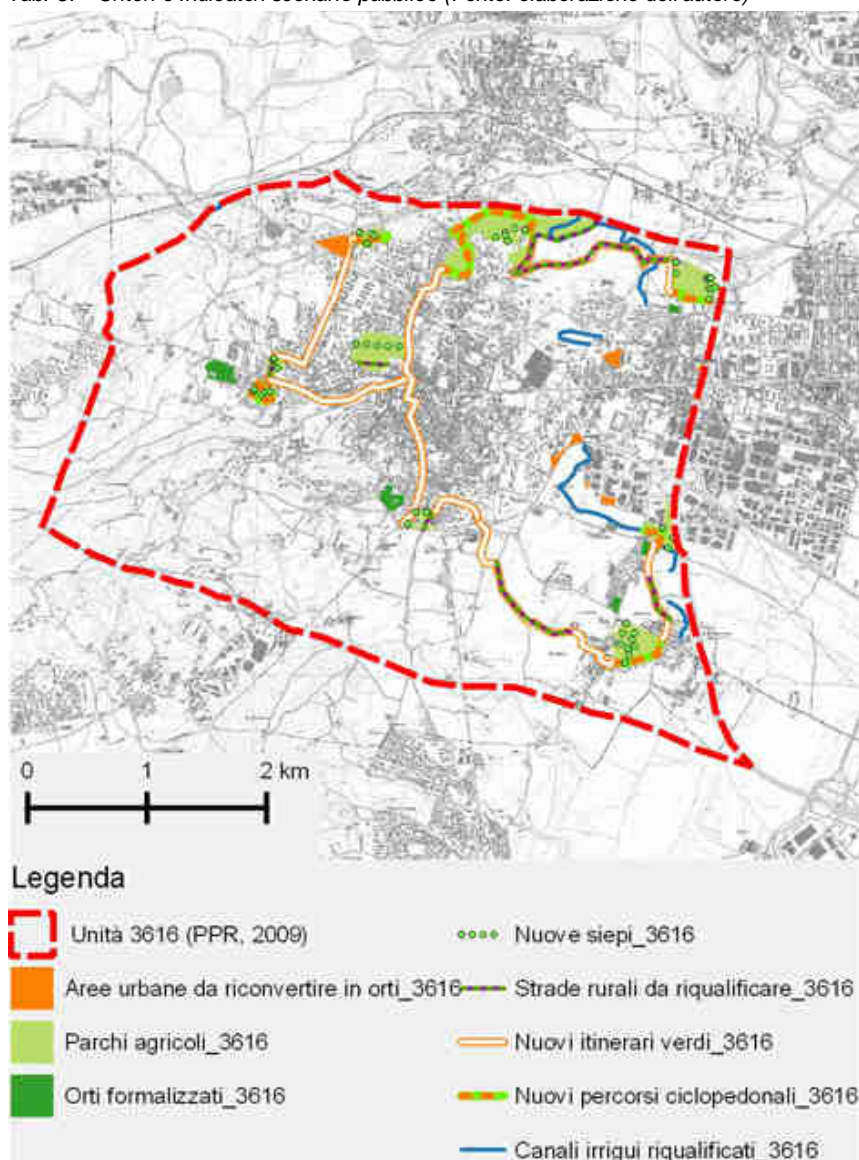 0 1 2 km
Legenda
Unità 3616 (PPR, 2009)
Aree urbane da riconvertire in orti_3616
Parchi agricoli_3616
Orti formalizzati_3616
Nuove siepi_3616
Strade rurali da riqualificare_3616
Nuovi itinerari verdi_3616
Nuovi percorsi ciclopedonali_3616
Canali irrigui riqualificati_3616